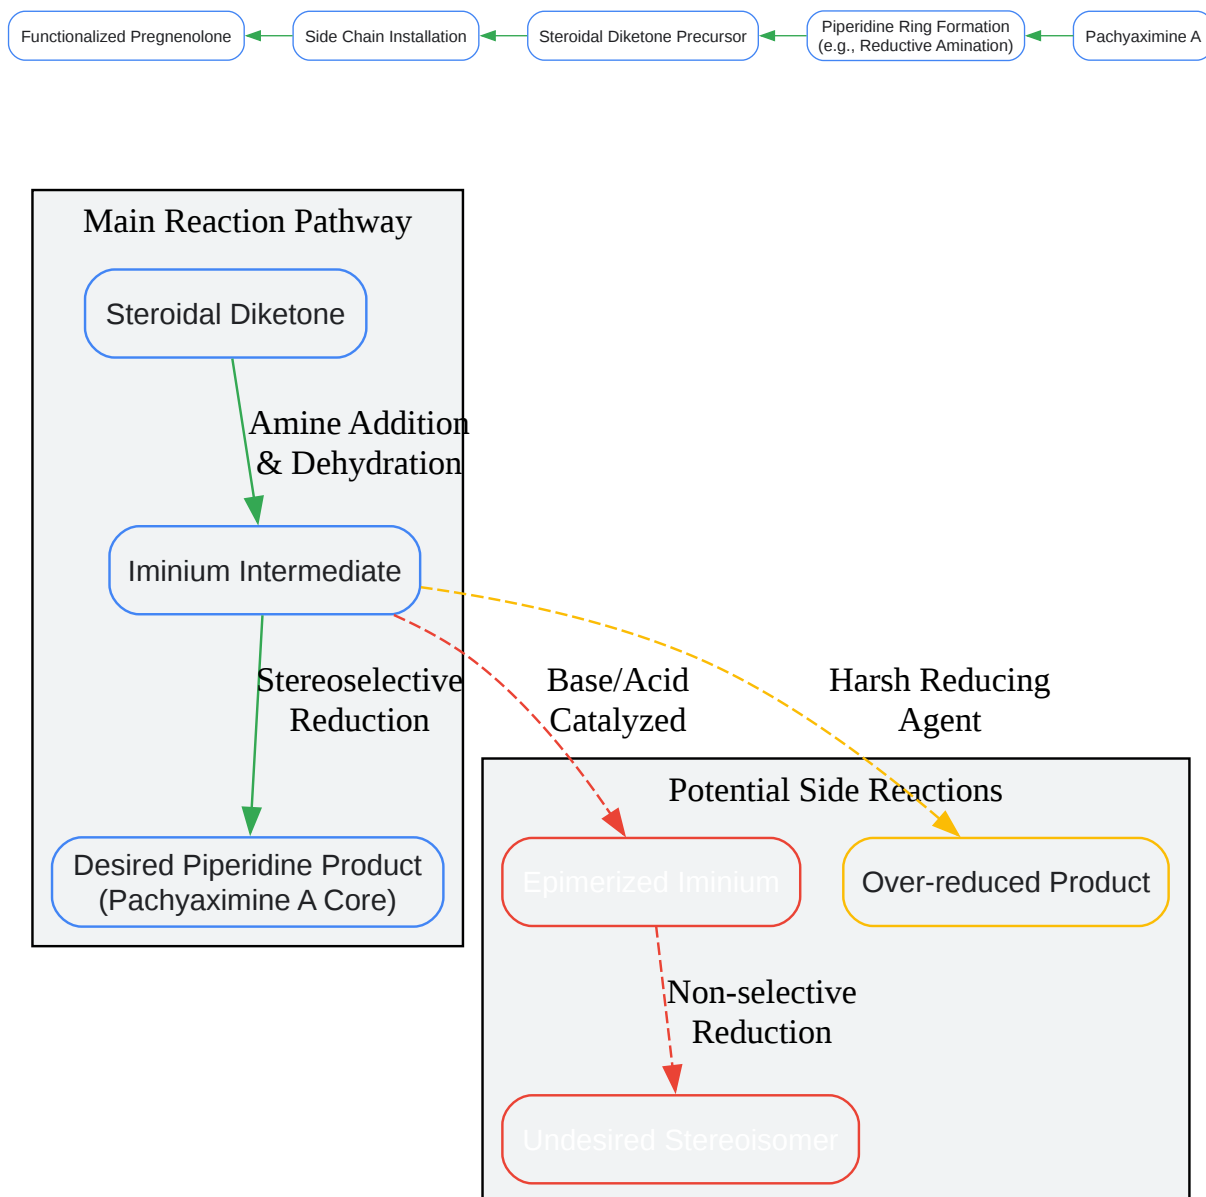 Functionalized Pregnenolone
Side Chain Installation
Steroidal Diketone Precursor
Piperidine Ring Formation
(e.g., Reductive Amination)
Pachyaximine A
Main Reaction Pathway
Steroidal Diketone
Amine Addition
& Dehydration
Iminium Intermediate
Stereoselective
Reduction
Base/Acid
Catalyzed
Harsh Reducing
Agent
Desired Piperidine Product
(Pachyaximine A Core)
Potential Side Reactions
Epimerized Iminium
Over-reduced Product
Non-selective
Reduction
Undesired Stereoisomer